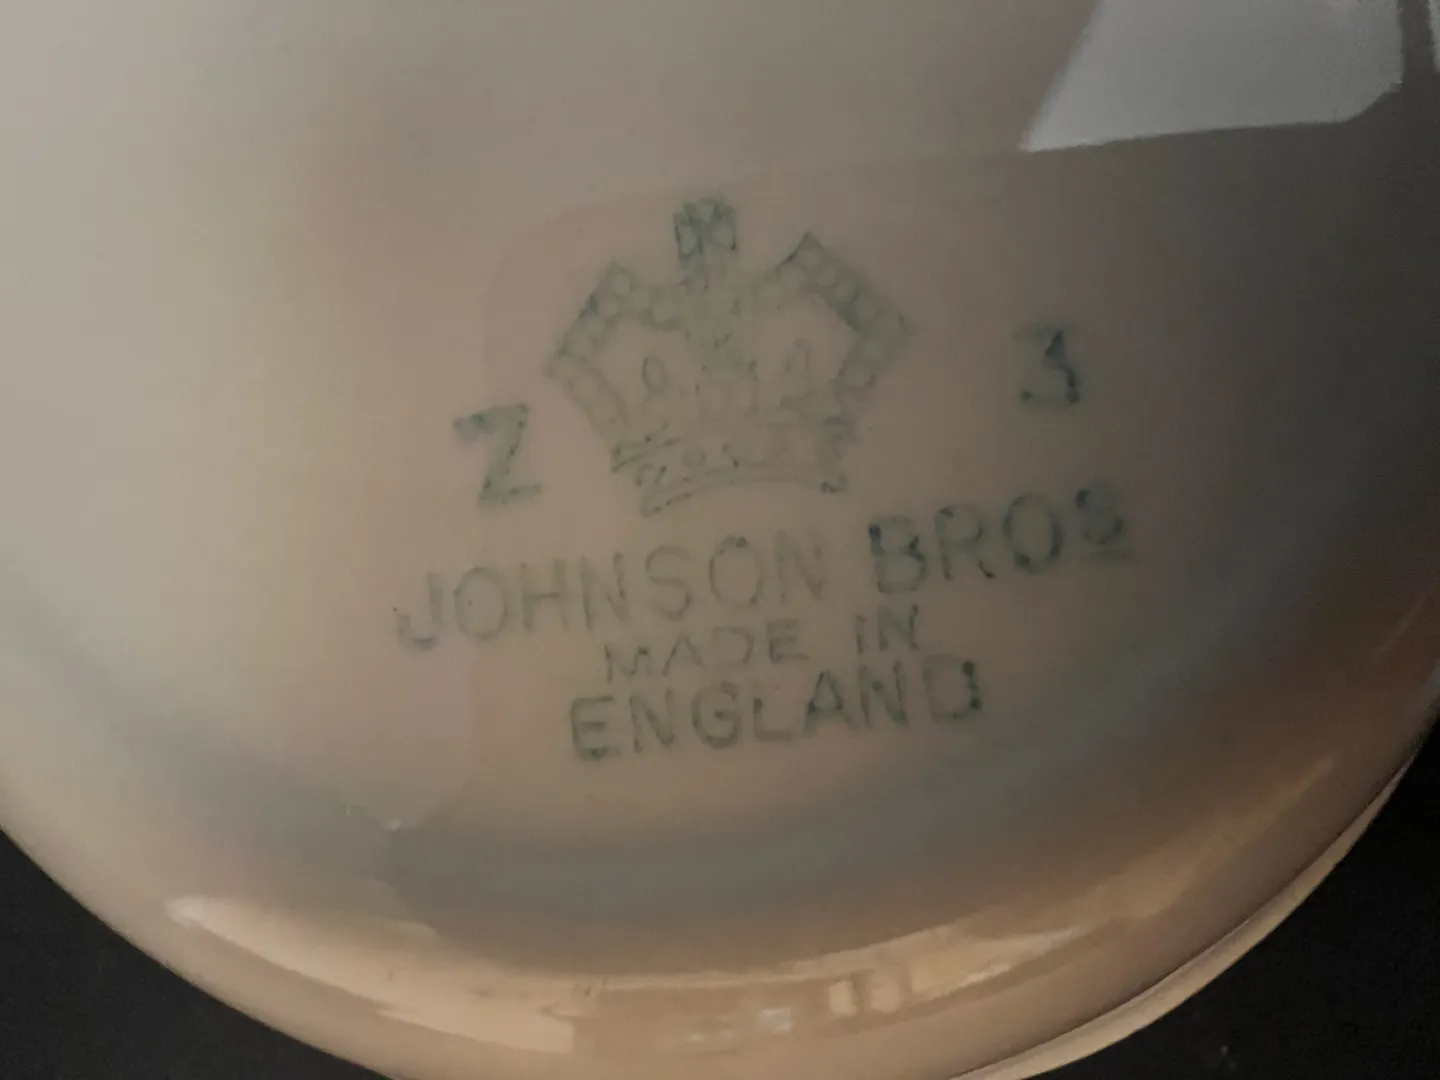 Z 3
JOHNSON BROS
MADE IN
ENGLAND